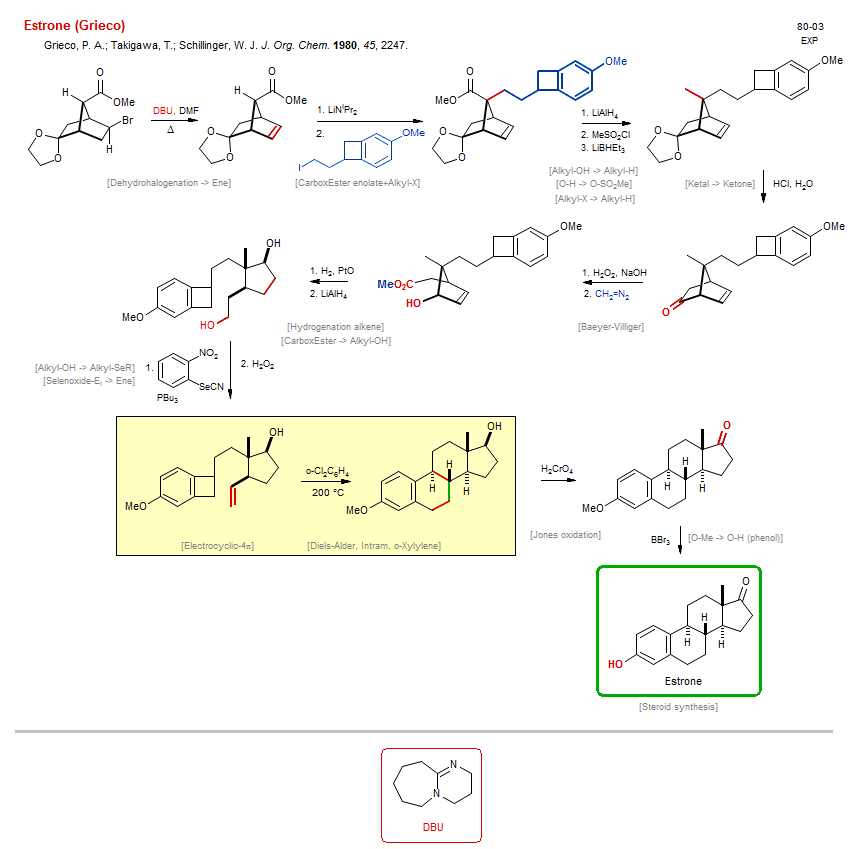 Estrone (Grieco)
80-03
EXP
Grieco, P. A.; Takigawa, T.; Schillinger, W. J. J. Org. Chem. 1980, 45, 2247.
H
O
OMe
Br
O
O
H
DBU, DMF
Δ
H
O
OMe
O
O
1. LiNⁱPr₂
2.
OMe
I
O
MeO
OMe
O
O
1. LiAlH₄
2. MeSO₂Cl
3. LiBHEt₃
OMe
O
O
[Dehydrohalogenation -> Ene]
[CarboxEster enolate+Alkyl-X]
[Alkyl-OH -> Alkyl-H]
[O-H -> O-SO₂Me]
[Alkyl-X -> Alkyl-H]
[Ketal -> Ketone]
HCl, H₂O
OH
MeO
HO
1. H₂, PtO
2. LiAlH₄
OMe
MeO₂C
HO
1. H₂O₂, NaOH
2. CH₂=N₂
OMe
O
[Hydrogenation alkene]
[CarboxEster -> Alkyl-OH]
[Baeyer-Villiger]
[Alkyl-OH -> Alkyl-SeR]
[Selenoxide-Eᵢ -> Ene]
1.
NO₂
SeCN
PBu₃
2. H₂O₂
OH
MeO
o-Cl₂C₆H₄
200 °C
OH
H
H
H
MeO
[Electrocyclic-4π]
[Diels-Alder, Intram, o-Xylylene]
H₂CrO₄
[Jones oxidation]
O
H
H
H
MeO
BBr₃
[O-Me -> O-H (phenol)]
O
H
H
H
HO
Estrone
[Steroid synthesis]
N
N
DBU